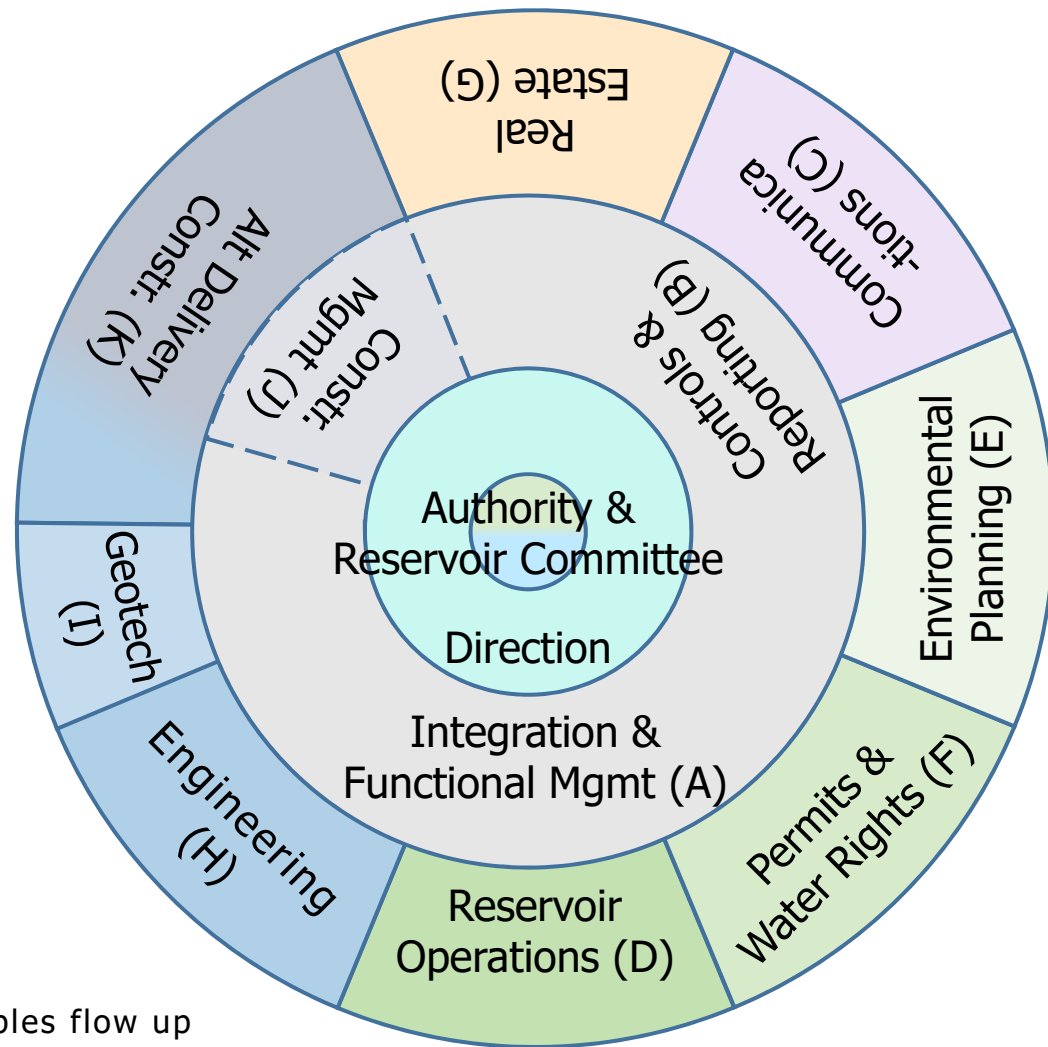 Real
Estate (G)
Communica
-tions (C)
Alt Delivery
Constr. (K)
Constr.
Mgmt (J)
Controls &
Reporting (B)
Environmental
Planning (E)
Authority &
Reservoir Committee
Direction
Geotech
(I)
Integration &
Functional Mgmt (A)
Engineering
(H)
Permits &
Water Rights (F)
Reservoir
Operations (D)
flow up